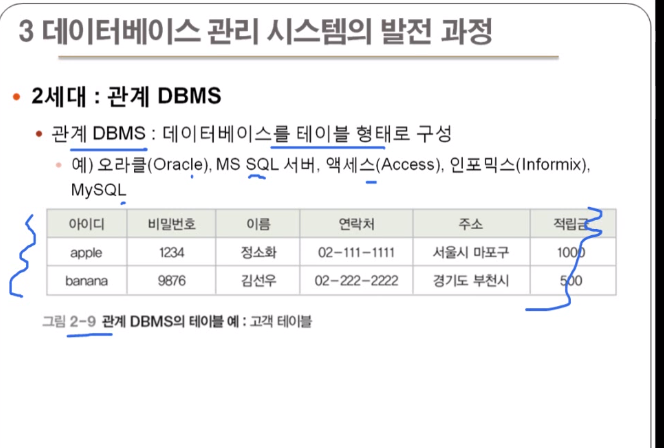 3 데이터베이스 관리 시스템의 발전 과정
• 2세대 : 관계 DBMS
• 관계 DBMS : 데이터베이스를 테이블 형태로 구성
• 예) 오라클(Oracle), MS SQL 서버, 액세스(Access), 인포믹스(Informix),
MySQL
아이디 비밀번호 이름 연락처 주소 적립금
apple 1234 정소화 02-111-1111 서울시 마포구 1000
banana 9876 김선우 02-222-2222 경기도 부천시 500
그림 2-9 관계 DBMS의 테이블 예 : 고객 테이블